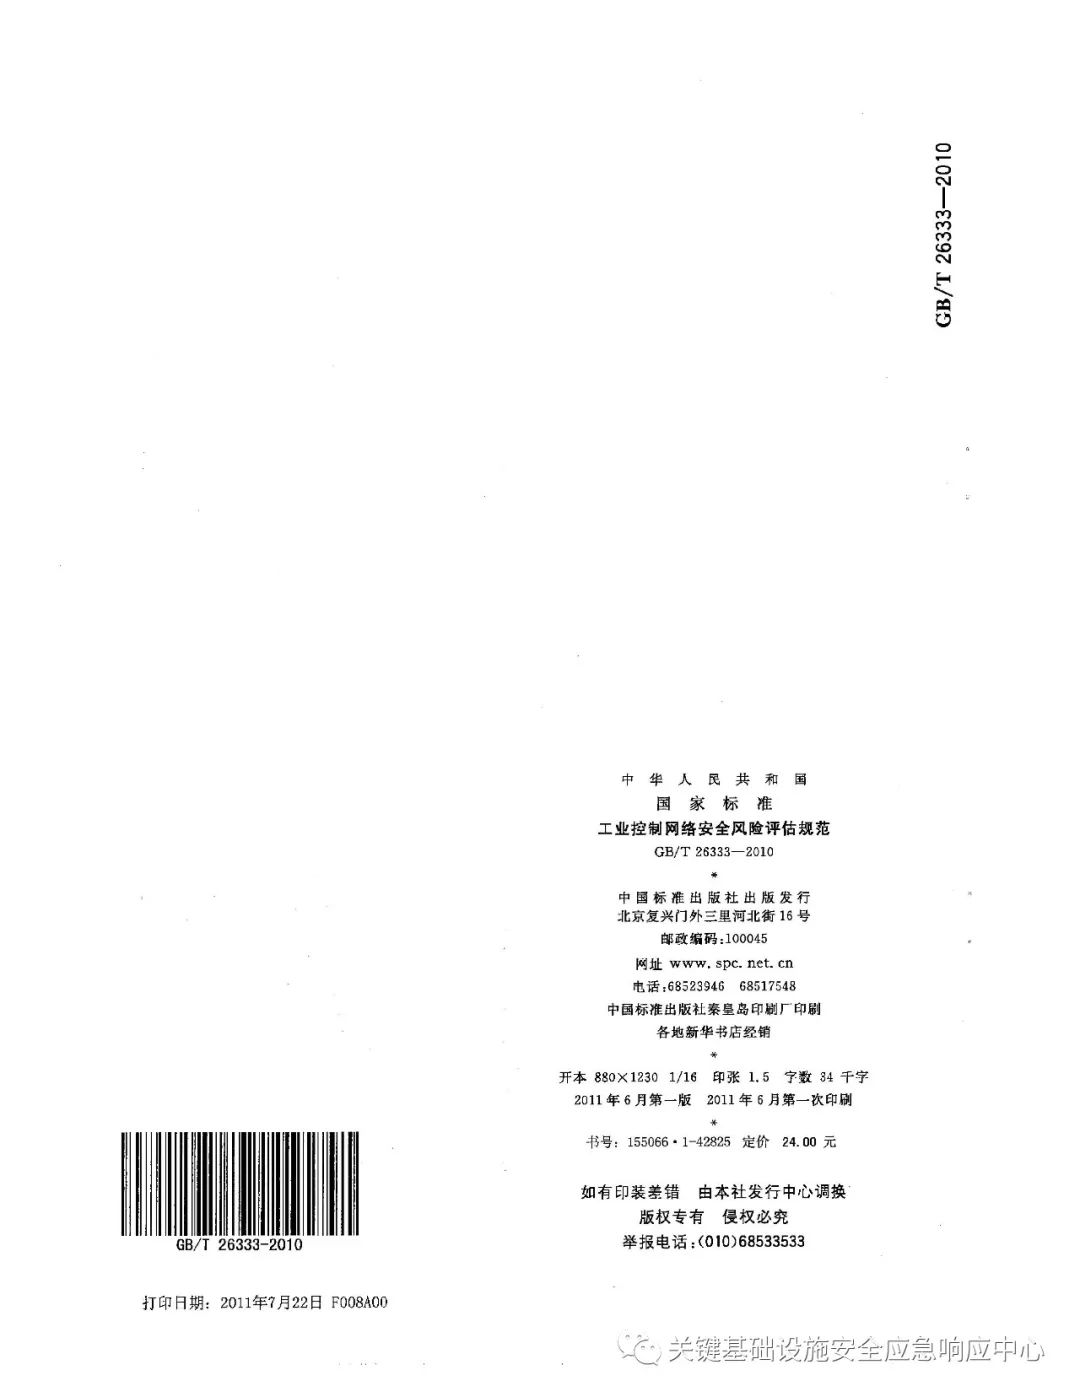 GB/T 26333—2010
中华人民共和国
国家标准
工业控制网络安全风险评估规范
GB/T 26333—2010
*
中国标准出版社出版发行
北京复兴门外三里河北街16号
邮政编码:100045
网址 www.spc.net.cn
电话:68523946 68517548
中国标准出版社秦皇岛印刷厂印刷
各地新华书店经销
*
开本 880×1230 1/16 印张 1.5 字数 34 千字
2011年6月第一版 2011年6月第一次印刷
*
书号: 155066·1-42825 定价 24.00 元
如有印装差错 由本社发行中心调换
版权专有 侵权必究
举报电话:(010)68533533
GB/T 26333-2010
打印日期: 2011年7月22日 F008A00
关键基础设施安全应急响应中心